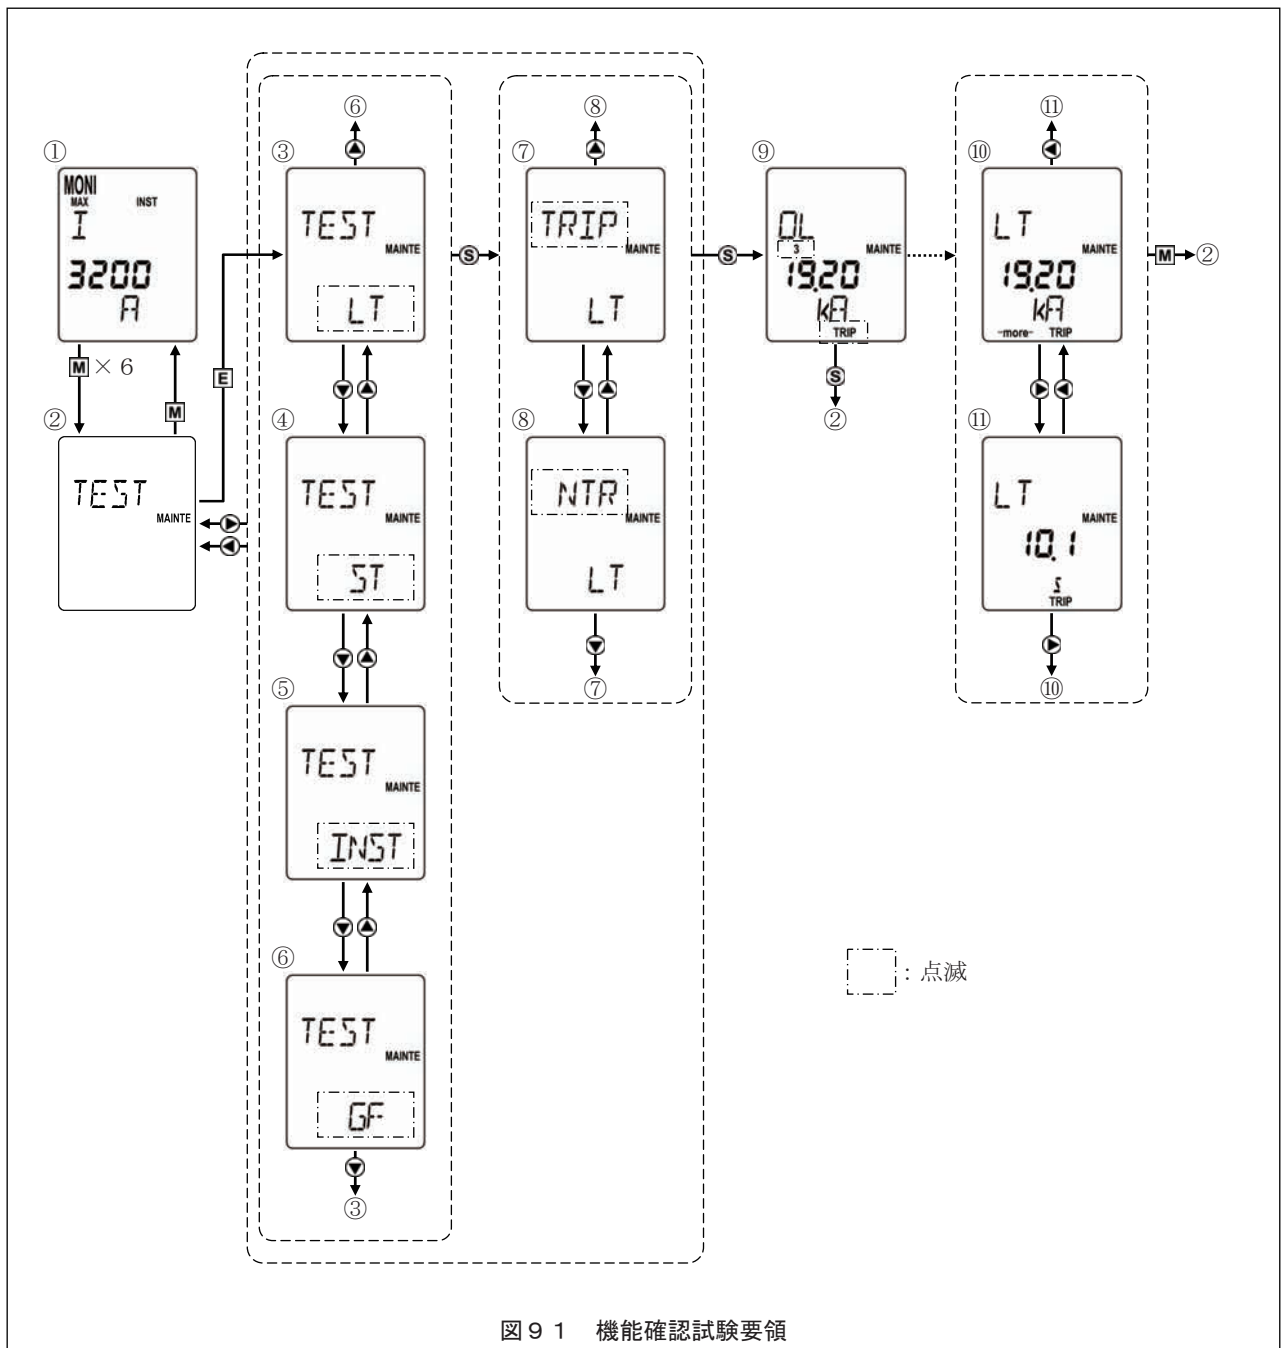 ①
MONI
MAX INST
I
3200
A
M × 6
M
②
TEST
MAINTE
E
⑥
③
TEST
MAINTE
LT
④
TEST
MAINTE
ST
⑤
TEST
MAINTE
INST
⑥
TEST
MAINTE
GF
③
S
⑧
⑦
TRIP
MAINTE
LT
⑧
NTR
MAINTE
LT
⑦
S
⑨
OL
3 MAINTE
19.20
kA
TRIP
S
②
⑪
⑩
LT
MAINTE
19.20
kA
-more- TRIP
M ②
⑪
LT
MAINTE
10.1
s
TRIP
⑩
：点滅
図９１ 機能確認試験要領